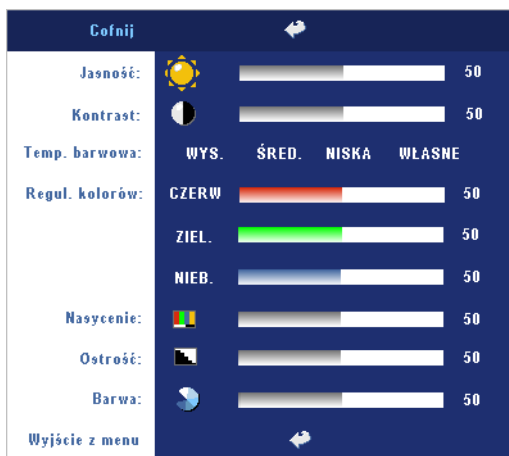 Cofnij
Jasność: 50
Kontrast: 50
Temp. barwowa: WYS. ŚRED. NISKA WŁASNE
Regul. kolorów: CZERW 50
ZIEL. 50
NIEB. 50
Nasycenie: 50
Ostrość: 50
Barwa: 50
Wyjście z menu